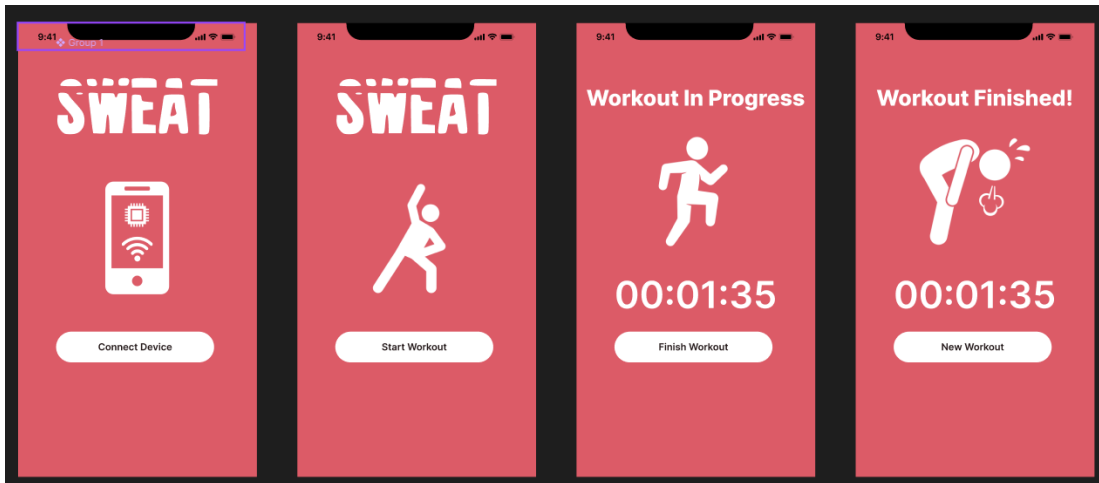 9:41
Group 1
SWEAT
Connect Device
9:41
SWEAT
Start Workout
9:41
Workout In Progress
00:01:35
Finish Workout
9:41
Workout Finished!
00:01:35
New Workout